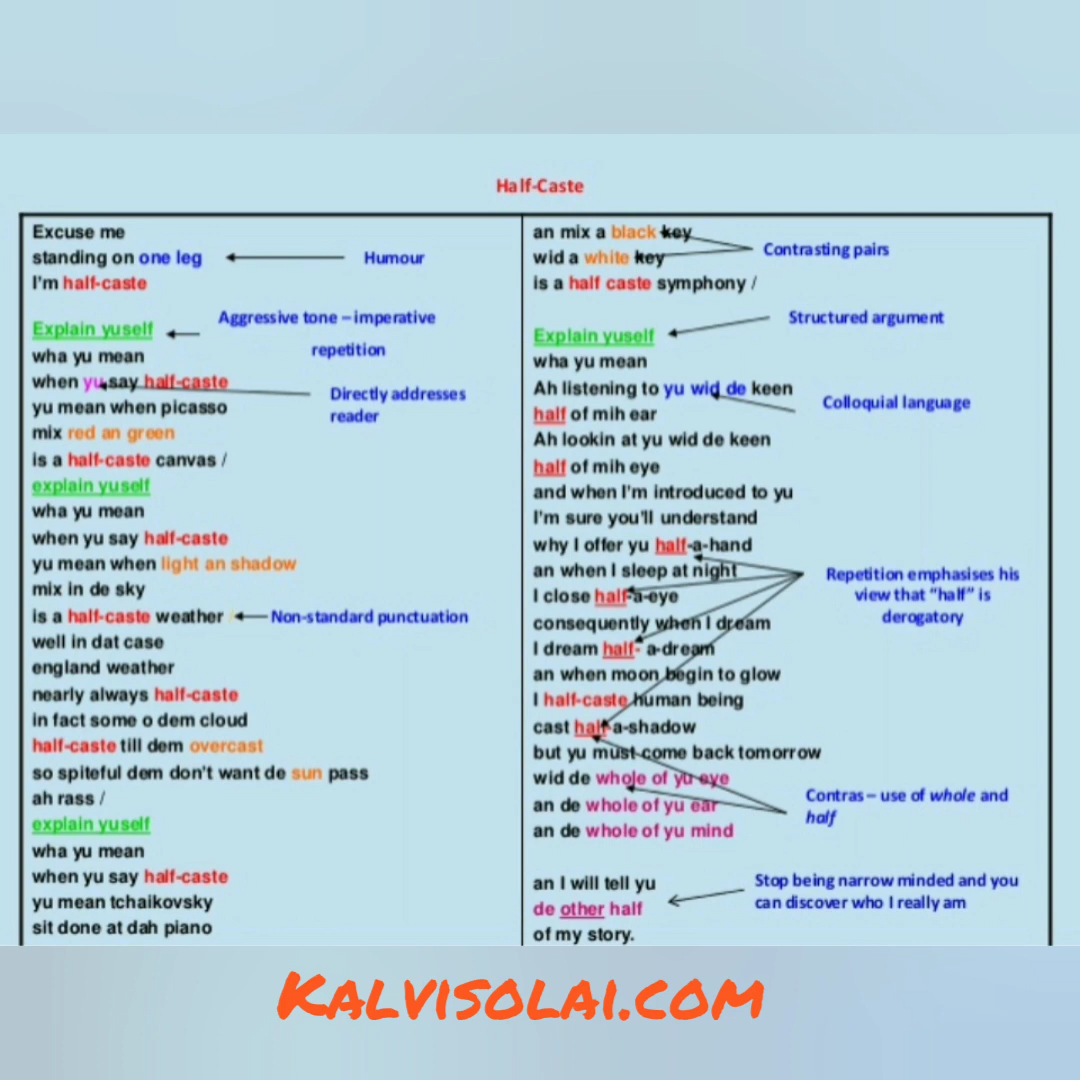 Half-Caste
Excuse me
standing on one leg
Humour
I'm half-caste
Explain yuself
Aggressive tone – imperative
repetition
wha yu mean
when yu say half-caste
Directly addresses
reader
yu mean when picasso
mix red an green
is a half-caste canvas /
explain yuself
wha yu mean
when yu say half-caste
yu mean when light an shadow
mix in de sky
is a half-caste weather
Non-standard punctuation
well in dat case
england weather
nearly always half-caste
in fact some o dem cloud
half-caste till dem overcast
so spiteful dem don't want de sun pass
ah rass /
explain yuself
wha yu mean
when yu say half-caste
yu mean tchaikovsky
sit done at dah piano
an mix a black key
wid a white key
Contrasting pairs
is a half caste symphony /
Explain yuself
Structured argument
wha yu mean
Ah listening to yu wid de keen
Colloquial language
half of mih ear
Ah lookin at yu wid de keen
half of mih eye
and when I'm introduced to yu
I'm sure you'll understand
why I offer yu half-a-hand
an when I sleep at night
I close half-a-eye
consequently when I dream
I dream half- a-dream
Repetition emphasises his
view that "half" is
derogatory
an when moon begin to glow
I half-caste human being
cast half-a-shadow
but yu must come back tomorrow
wid de whole of yu eye
an de whole of yu ear
an de whole of yu mind
Contras – use of whole and
half
an I will tell yu
de other half
of my story.
Stop being narrow minded and you
can discover who I really am
Kalvisolai.com